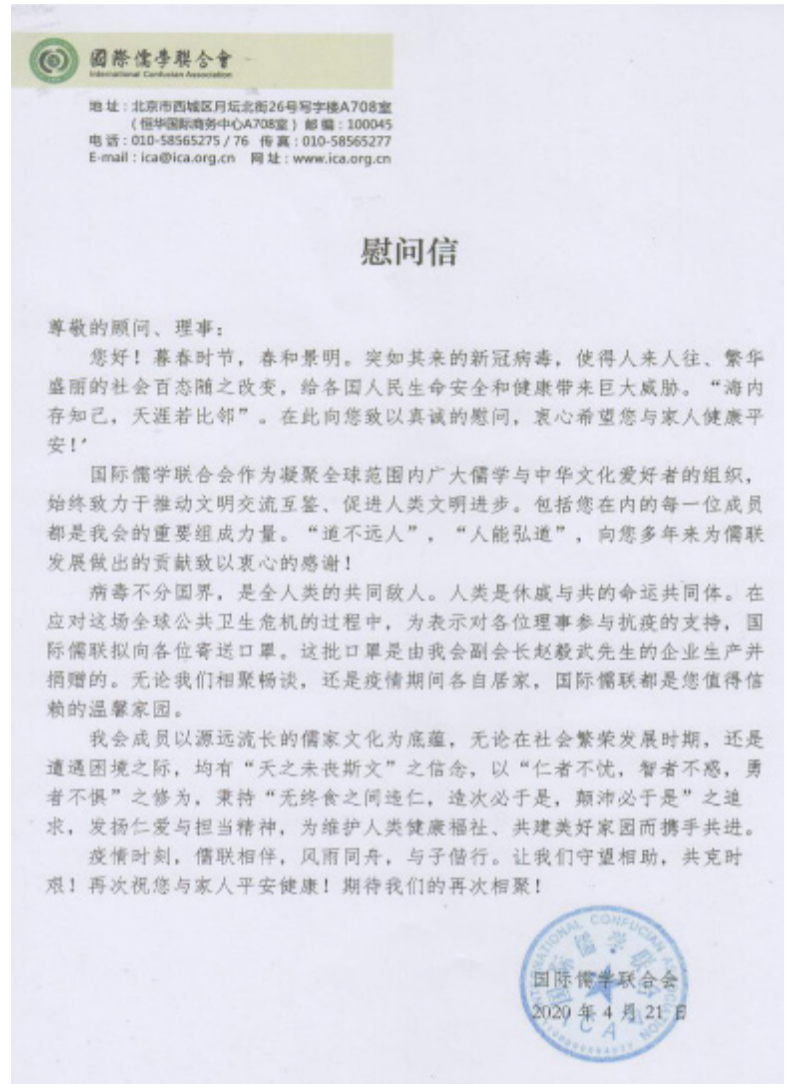 國際儒學聯合會
International Confucian Association
地 址：北京市西城区月坛北街26号写字楼A708室
（恒华国际商务中心A708室） 邮 编：100045
电 话：010-58565275 / 76 传 真：010-58565277
E-mail：ica@ica.org.cn 网 址：www.ica.org.cn
慰问信
尊敬的顾问、理事：
您好！暮春时节，春和景明。突如其来的新冠病毒，使得人来人往、繁华
盛丽的社会百态随之改变，给各国人民生命安全和健康带来巨大威胁。“海内
存知己，天涯若比邻”。在此向您致以真诚的慰问，衷心希望您与家人健康平
安！
国际儒学联合会作为凝聚全球范围内广大儒学与中华文化爱好者的组织，
始终致力于推动文明交流互鉴、促进人类文明进步。包括您在内的每一位成员
都是我会的重要组成力量。“道不远人”，“人能弘道”，向您多年来为儒联
发展做出的贡献致以衷心的感谢！
病毒不分国界，是全人类的共同敌人。人类是休戚与共的命运共同体。在
应对这场全球公共卫生危机的过程中，为表示对各位理事参与抗疫的支持，国
际儒联拟向各位寄送口罩。这批口罩是由我会副会长赵毅武先生的企业生产并
捐赠的。无论我们相聚畅谈，还是疫情期间各自居家，国际儒联都是您值得信
赖的温馨家园。
我会成员以源远流长的儒家文化为底蕴，无论在社会繁荣发展时期，还是
遭遇困境之际，均有“天之未丧斯文”之信念，以“仁者不忧，智者不惑，勇
者不惧”之修为，秉持“无终食之间违仁，造次必于是，颠沛必于是”之追
求，发扬仁爱与担当精神，为维护人类健康福祉、共建美好家园而携手共进。
疫情时刻，儒联相伴，风雨同舟，与子偕行。让我们守望相助，共克时
艰！再次祝您与家人平安健康！期待我们的再次相聚！
国际儒学联合会
2020 年 4 月 21 日
INTERNATIONAL CONFUCIAN ASSOCIATION
国际儒学联合会
ICA